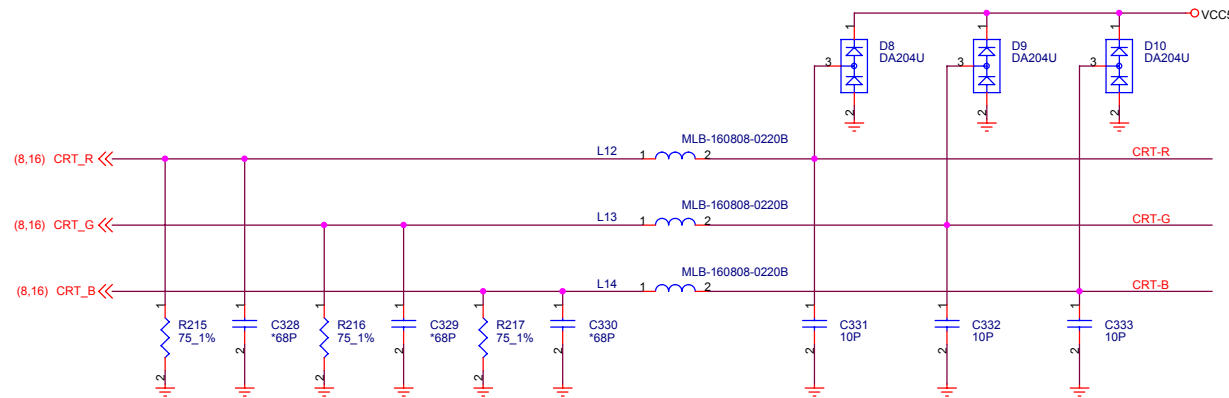 VCC5
1 1 1
D8
DA204U
D9
DA204U
D10
DA204U
3 3 3
2 2 2
MLB-160808-0220B
(8,16) CRT_R L12 1 2 CRT-R
MLB-160808-0220B
(8,16) CRT_G L13 1 2 CRT-G
MLB-160808-0220B
(8,16) CRT_B L14 1 2 CRT-B
1 1 1 1 1 1 1 1 1
R215
75_1%
C328
*68P
R216
75_1%
C329
*68P
R217
75_1%
C330
*68P
C331
10P
C332
10P
C333
10P
2 2 2 2 2 2 2 2 2